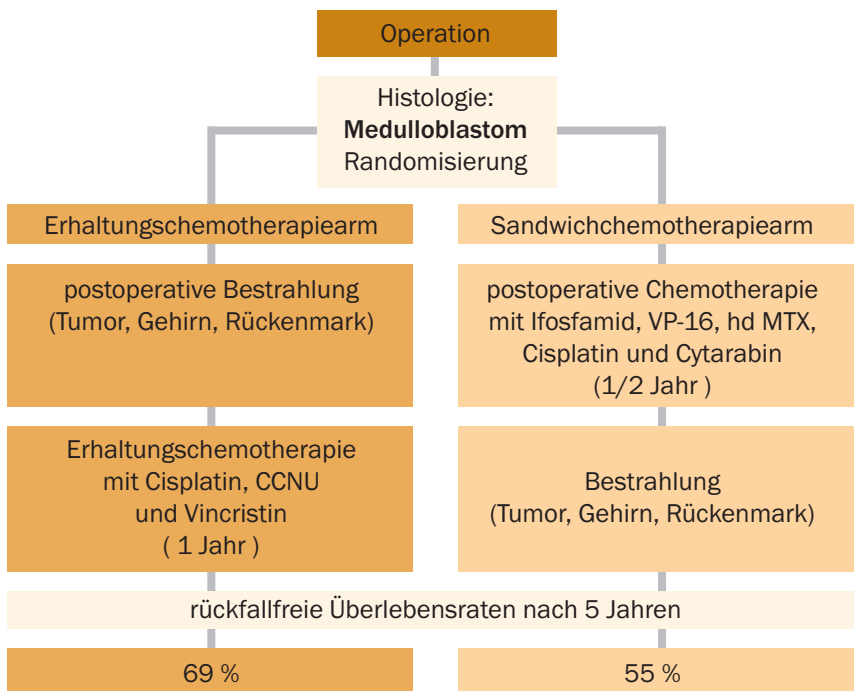 Operation
Histologie:
Medulloblastom
Randomisierung
Erhaltungschemotherapiearm
postoperative Bestrahlung
(Tumor, Gehirn, Rückenmark)
Erhaltungschemotherapie
mit Cisplatin, CCNU
und Vincristin
( 1 Jahr )
Sandwichchemotherapiearm
postoperative Chemotherapie
mit Ifosfamid, VP-16, hd MTX,
Cisplatin und Cytarabin
(1/2 Jahr )
Bestrahlung
(Tumor, Gehirn, Rückenmark)
rückfallfreie Überlebensraten nach 5 Jahren
69 %
55 %